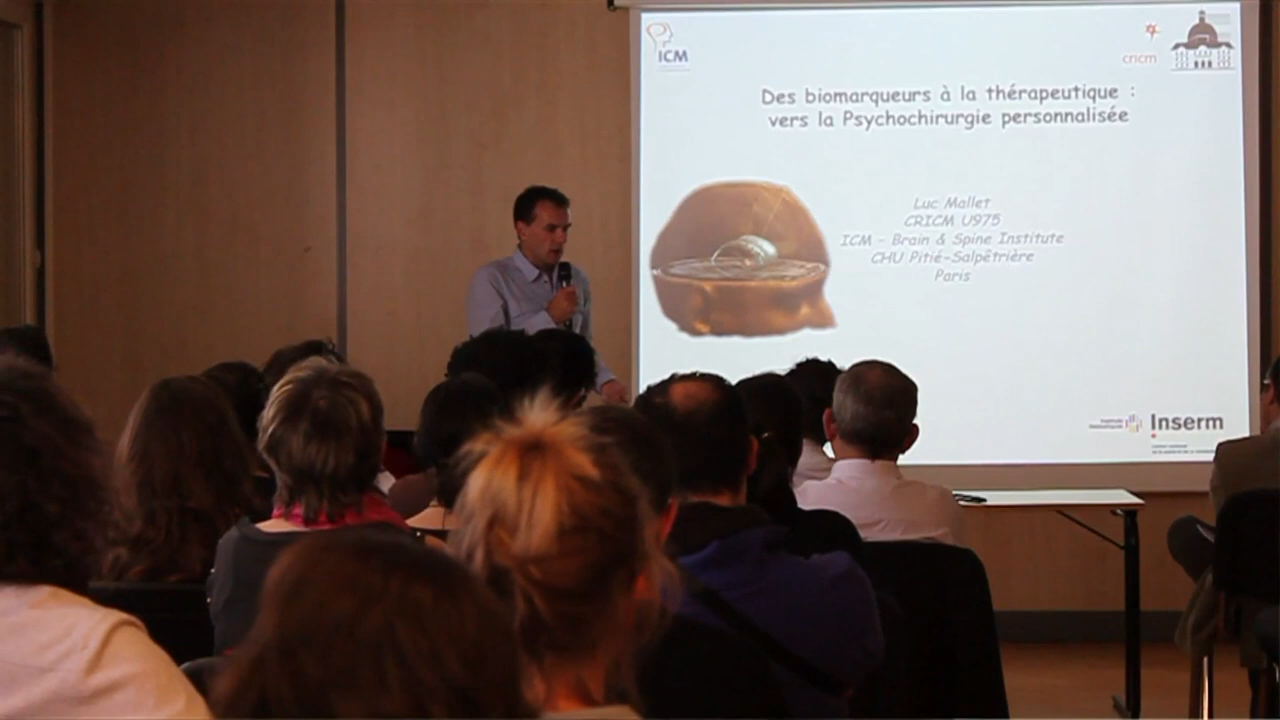 ICM
cricm
Des biomarqueurs à la thérapeutique :
vers la Psychochirurgie personnalisée
Luc Mallet
CRICM U975
ICM - Brain & Spine Institute
CHU Pitié-Salpêtrière
Paris
Inserm